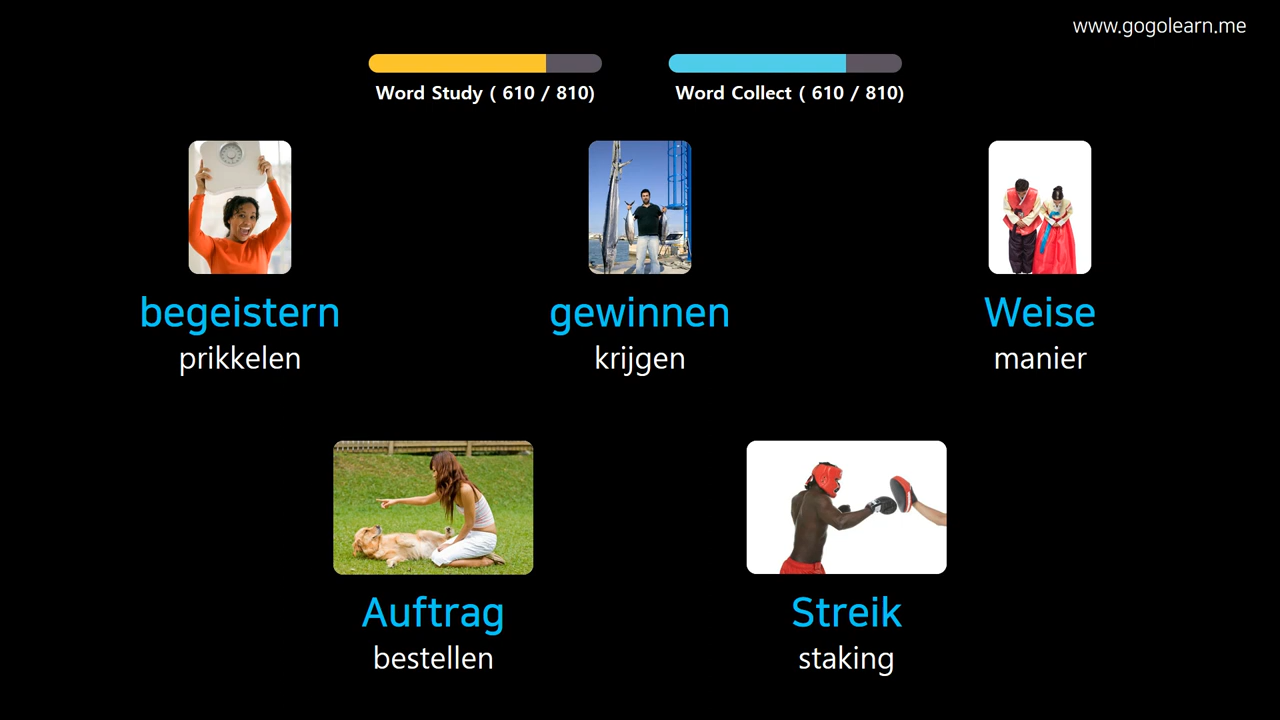 www.gogolearn.me
Word Study ( 610 / 810)
Word Collect ( 610 / 810)
begeistern
prikkelen
gewinnen
krijgen
Weise
manier
Auftrag
bestellen
Streik
staking